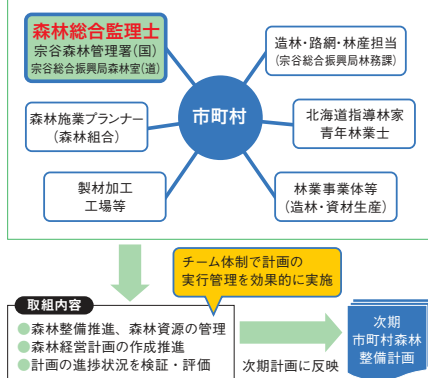 森林総合監理士
宗谷森林管理署(国)
宗谷総合振興局森林室(道)
造林・路網・林産担当
(宗谷総合振興局林務課)
市町村
森林施業プランナー
(森林組合)
北海道指導林家
青年林業士
製材加工
工場等
林業事業体等
(造林・資材生産)
チーム体制で計画の
実行管理を効果的に実施
取組内容
●森林整備推進、森林資源の管理
●森林経営計画の作成推進
●計画の進捗状況を検証・評価
次期計画に反映
次期
市町村森林
整備計画